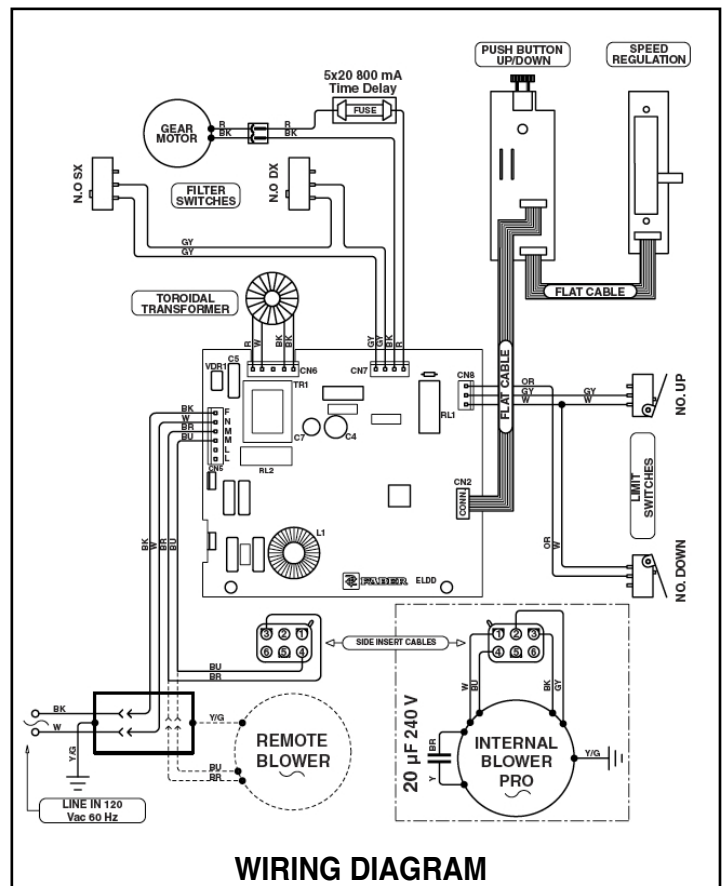 PUSH BUTTON
UP/DOWN
SPEED
REGULATION
5x20 800 mA
Time Delay
FUSE
GEAR
MOTOR
R
BK
R
BK
N.O SX
FILTER
SWITCHES
N.O DX
GY
GY
FLAT CABLE
TOROIDAL
TRANSFORMER
R
W
BK
BK
GY
GY
BK
R
CN6
CN7
CN8
VDR1
C5
TR1
C7
C4
RL1
RL2
FLAT CABLE
OR
GY
W
GY
W
NO. UP
BK
W
BR
BU
F
N
M
M
L
L
CN5
CN2
CONN.
LIMIT
SWITCHES
OR
W
NO. DOWN
BK
W
BR
BU
L1
FABER
ELDD
3 2 1
6 5 4
SIDE INSERT CABLES
1 2 3
4 5 6
BU
BR
W
BU
BK
GY
BK
W
Y/G
Y/G
REMOTE
BLOWER
BU
BR
20 µF 240 V
BR
Y
INTERNAL
BLOWER
PRO
Y/G
LINE IN 120
Vac 60 Hz
WIRING DIAGRAM